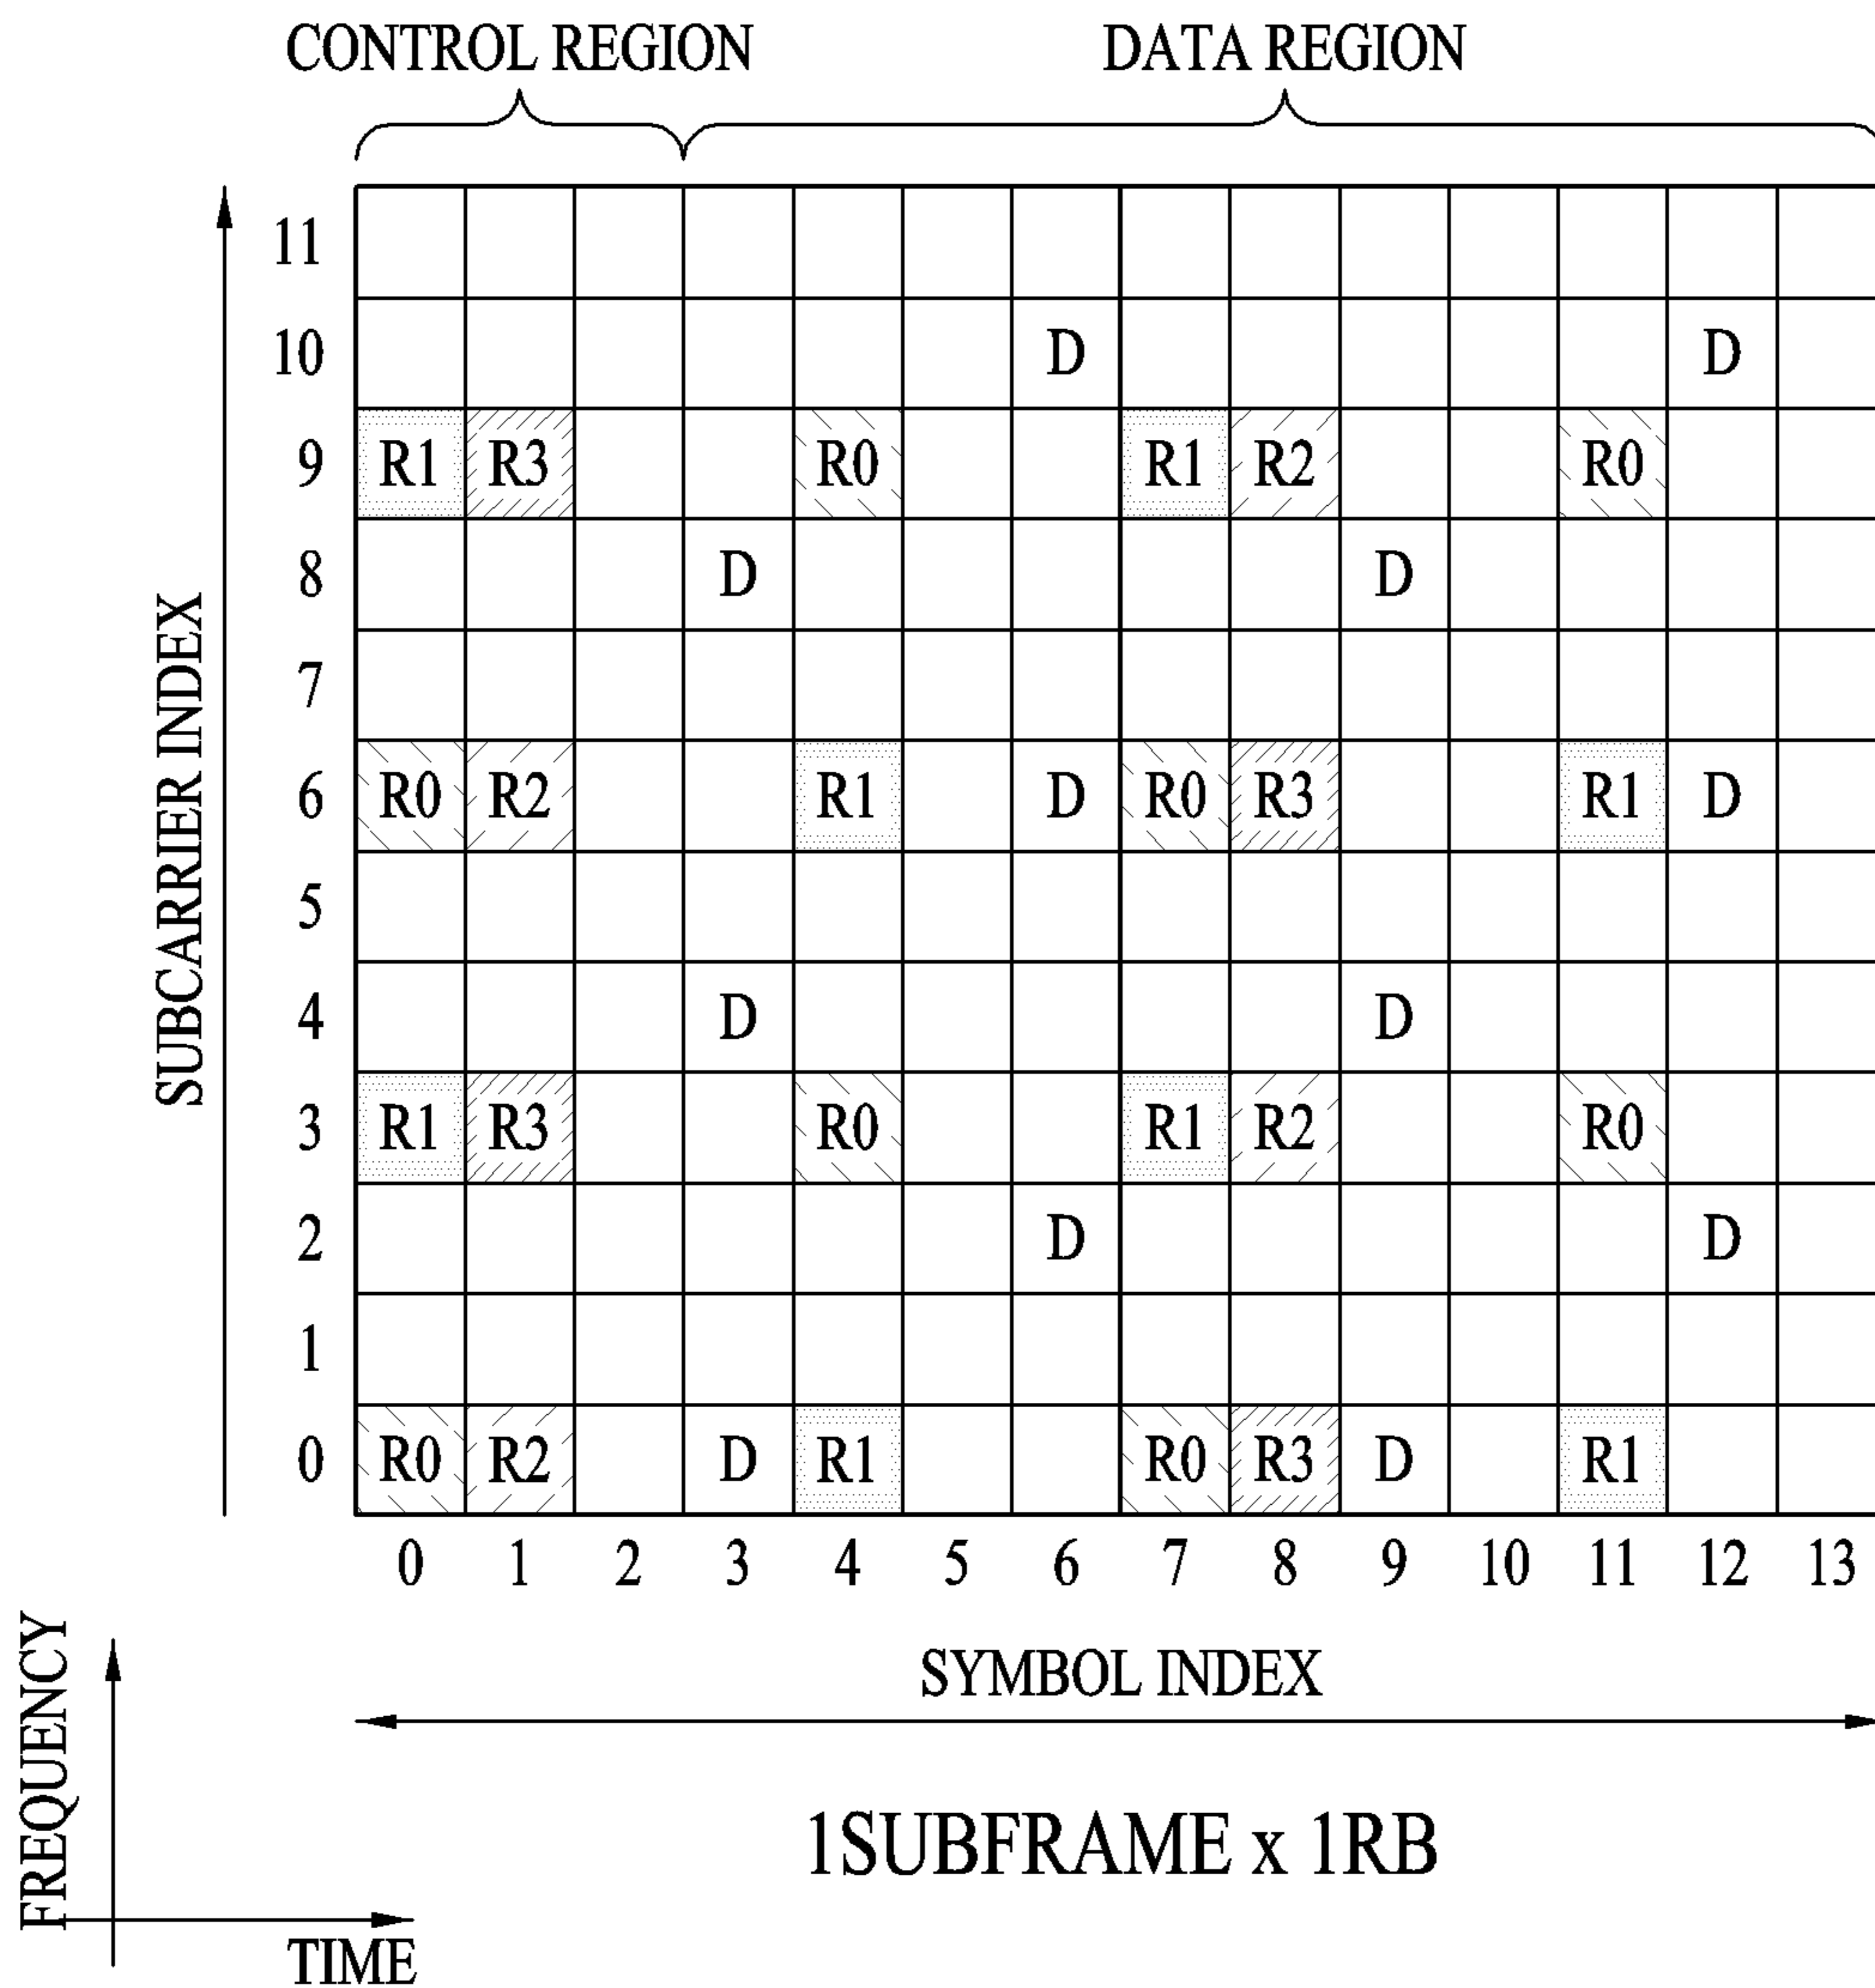 CONTROL REGION DATA REGION
11
10 D D
9 R1 R3 R0 R1 R2 R0
8 D D
7
6 R0 R2 R1 D R0 R3 R1 D
5
4 D D
3 R1 R3 R0 R1 R2 R0
2 D D
1
0 R0 R2 D R1 R0 R3 D R1
0 1 2 3 4 5 6 7 8 9 10 11 12 13
SUBCARRIER INDEX
SYMBOL INDEX
1SUBFRAME x 1RB
FREQUENCY
TIME